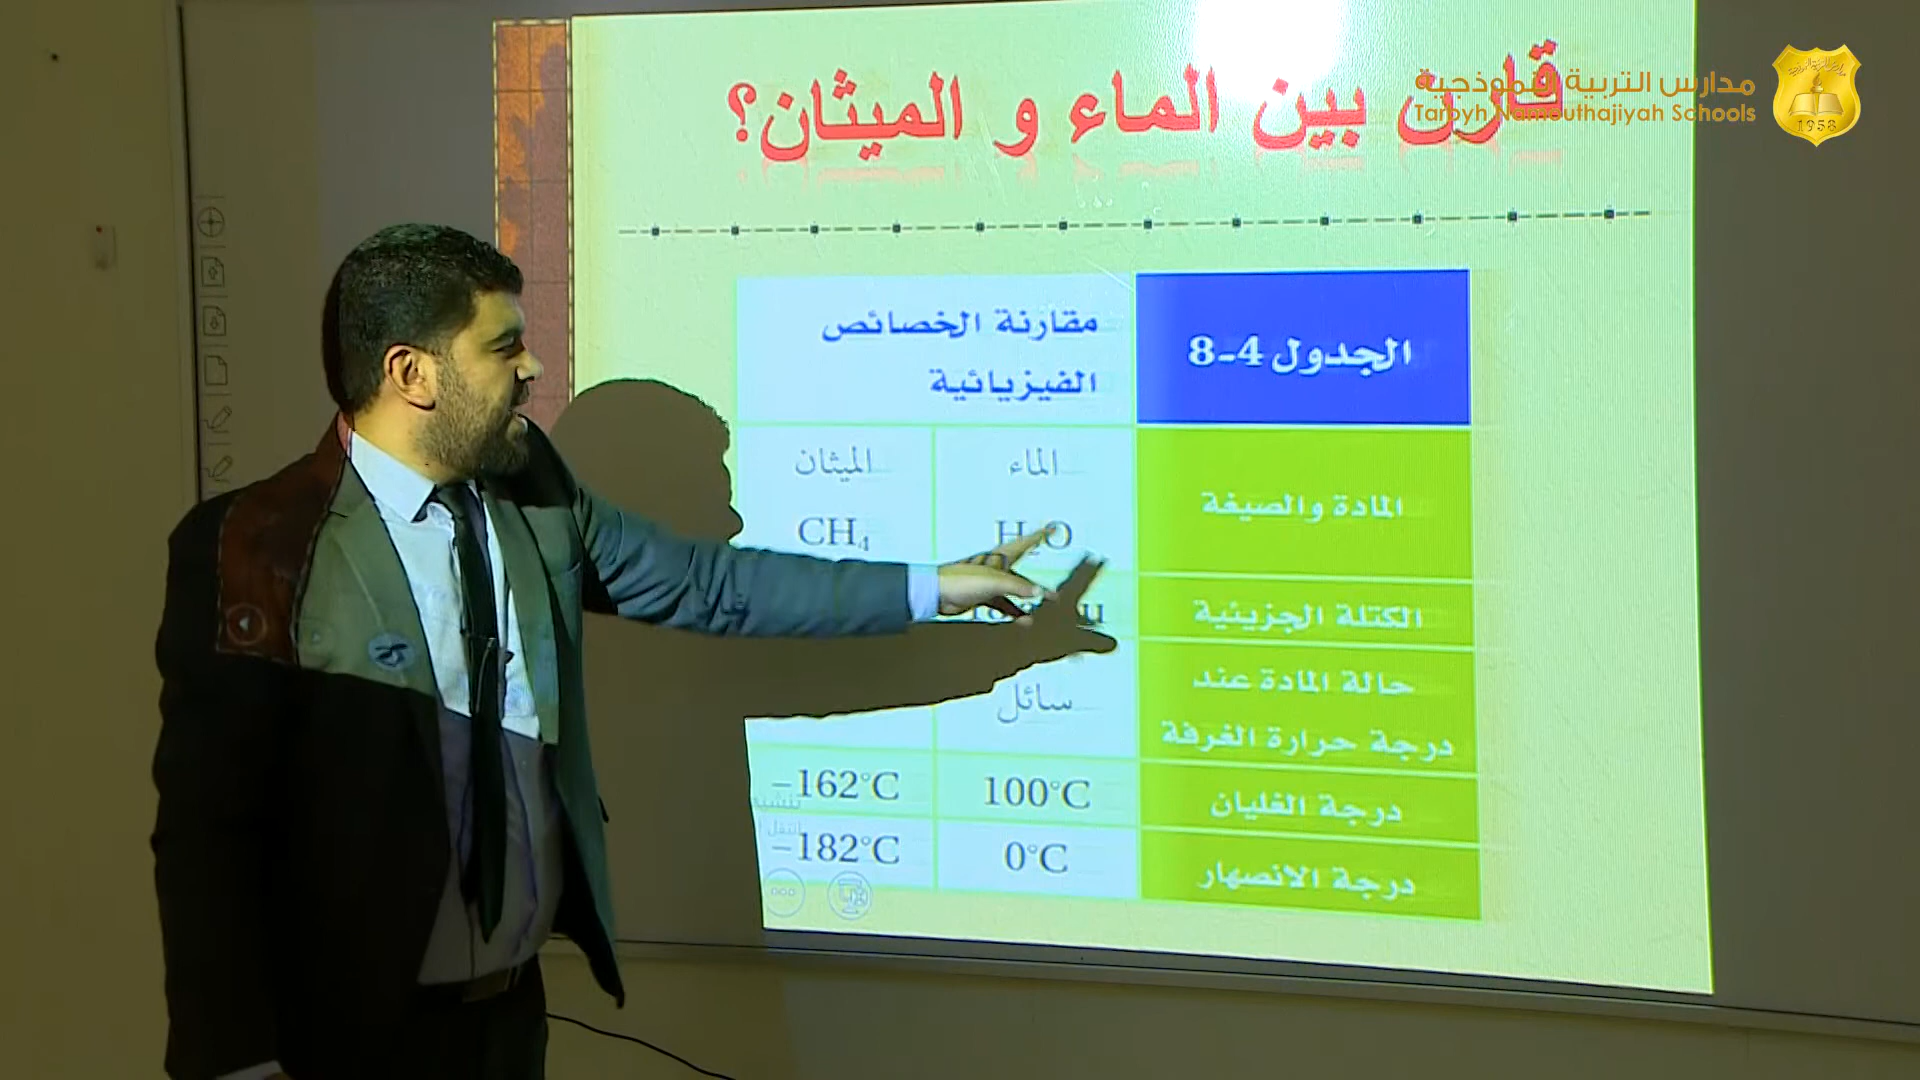 قارن بين الماء و الميثان؟
مدارس التربية النموذجية
Tarbyh Namouthajiyah Schools
1958
الجدول 4-8
مقارنة الخصائص
الفيزيائية
المادة والصيغة
الماء
H₂O
الميثان
CH₄
الكتلة الجزيئية
حالة المادة عند
درجة حرارة الغرفة
سائل
درجة الغليان
100°C
−162°C
درجة الانصهار
0°C
−182°C